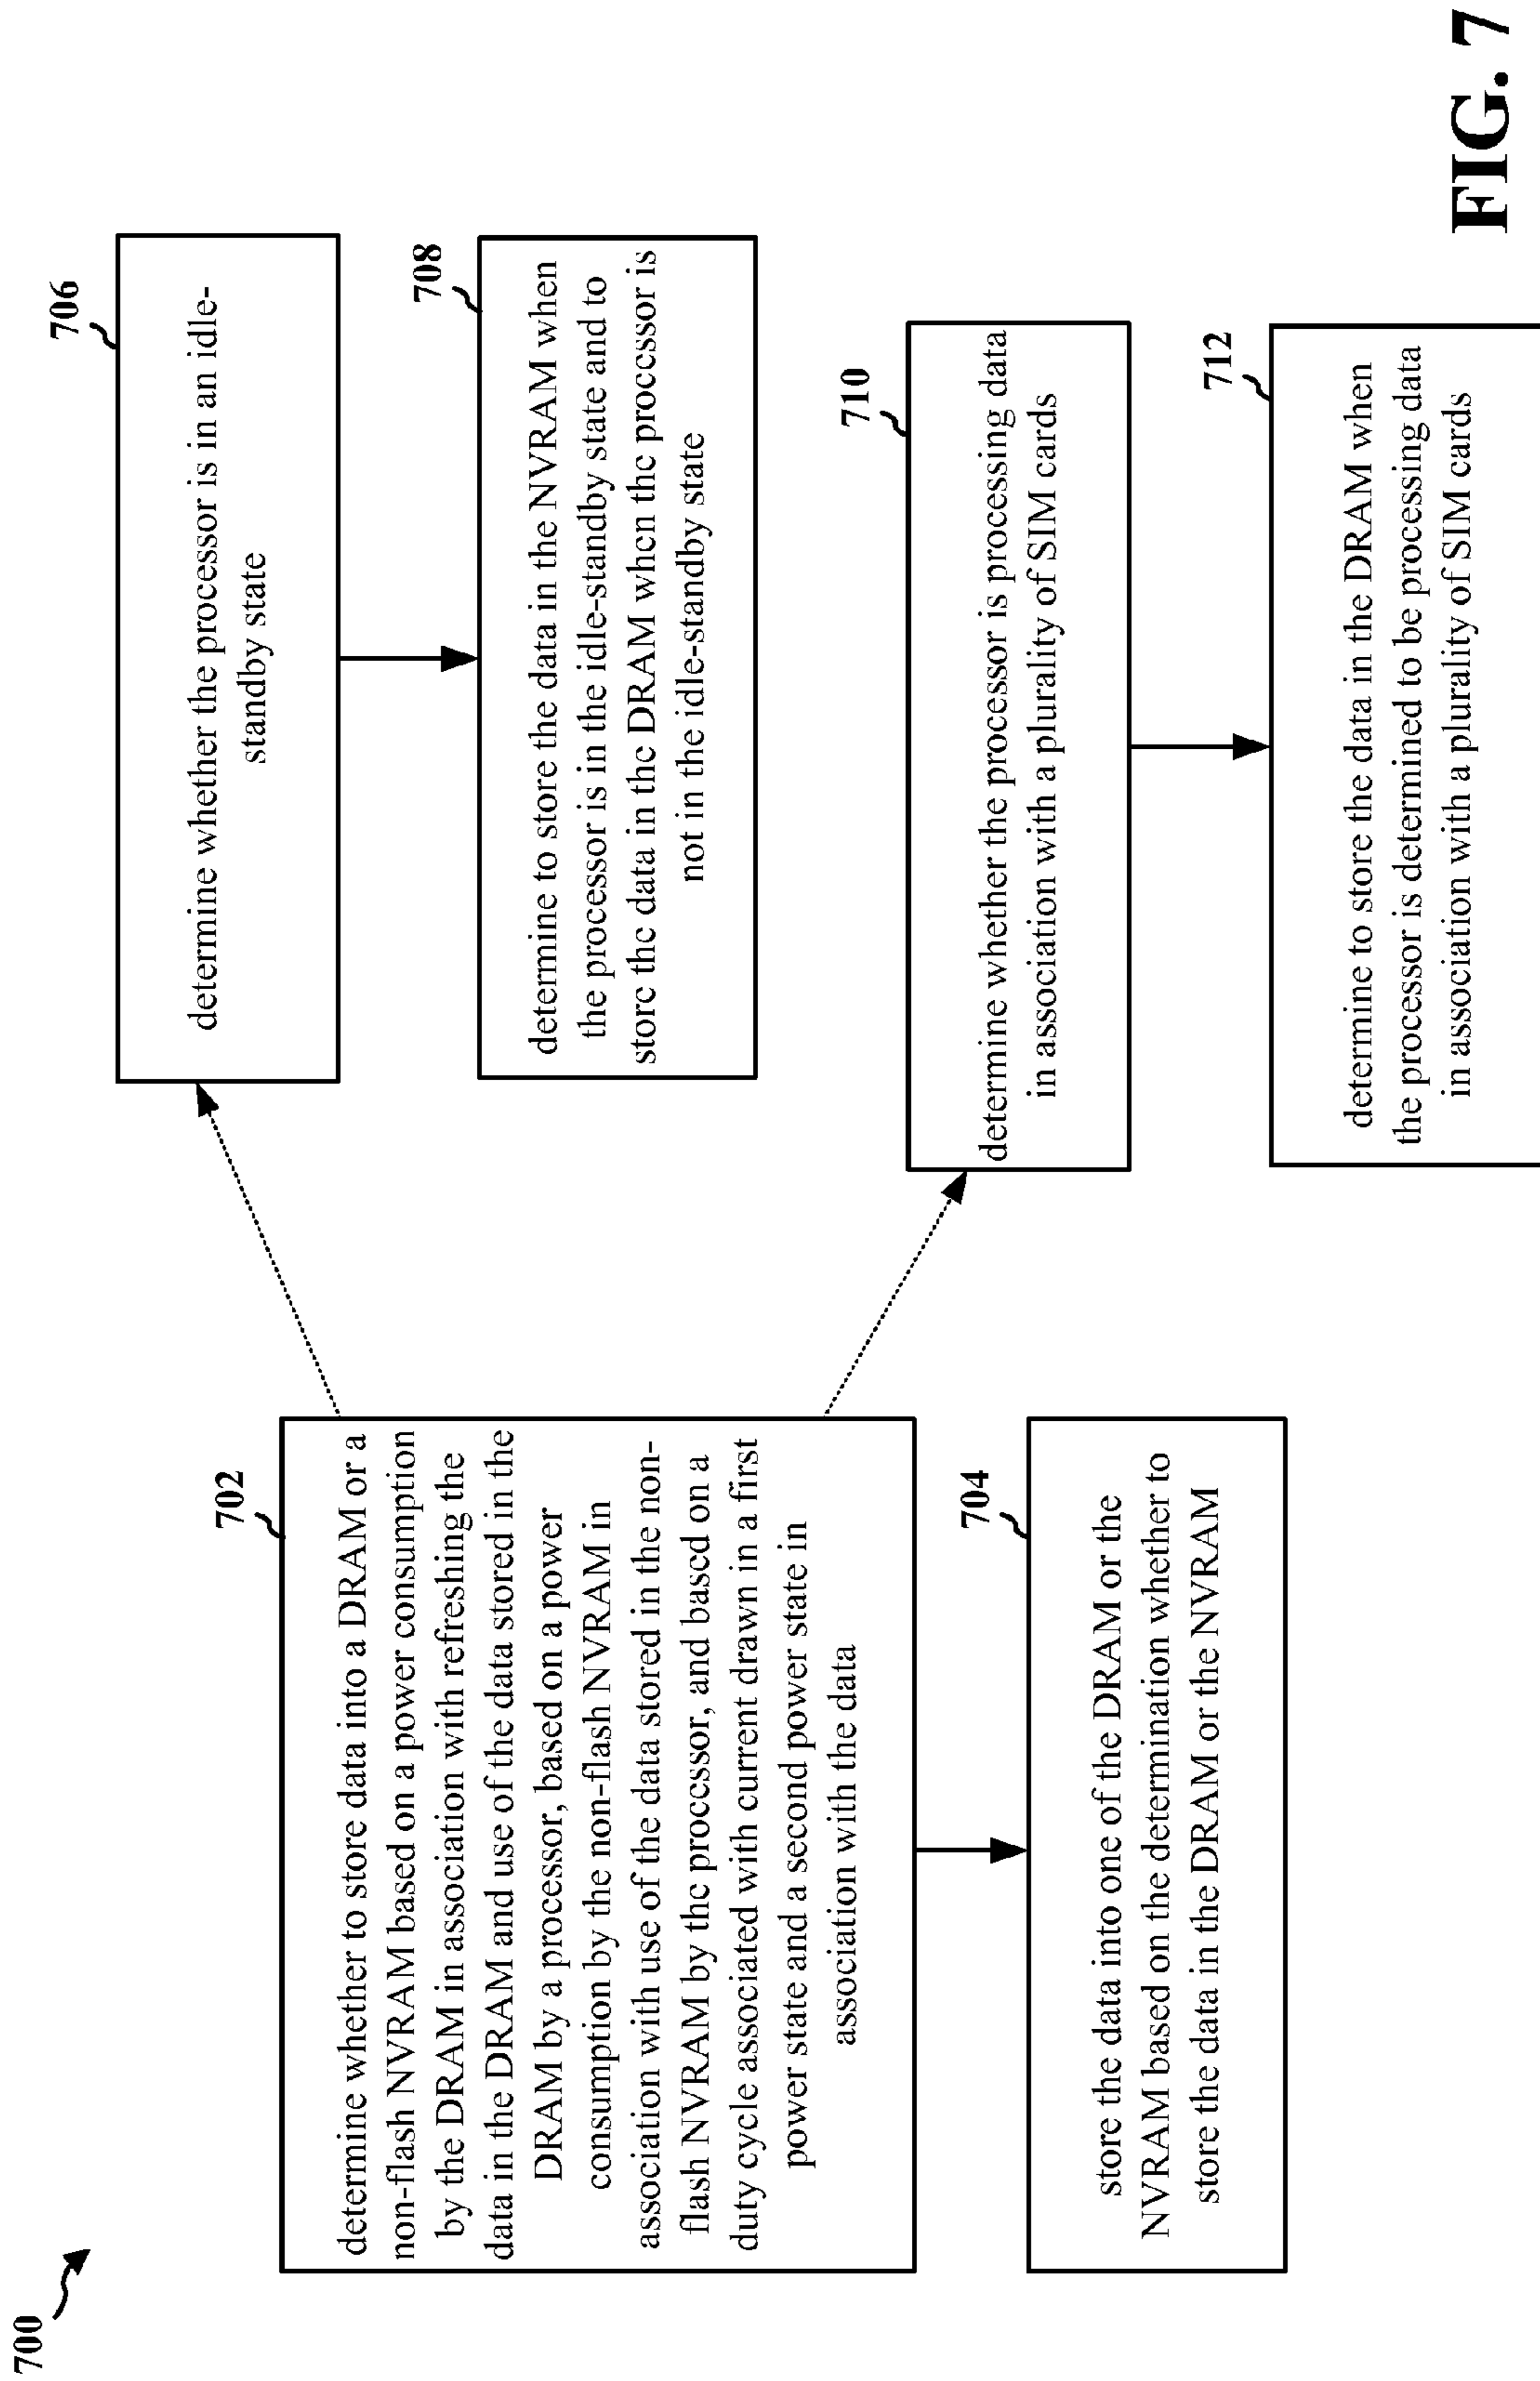 700
702
determine whether to store data into a DRAM or a
non-flash NVRAM based on a power consumption
by the DRAM in association with refreshing the
data in the DRAM and use of the data stored in the
DRAM by a processor, based on a power
consumption by the non-flash NVRAM in
association with use of the data stored in the non-
flash NVRAM by the processor, and based on a
duty cycle associated with current drawn in a first
power state and a second power state in
association with the data
704
store the data into one of the DRAM or the
NVRAM based on the determination whether to
store the data in the DRAM or the NVRAM
706
determine whether the processor is in an idle-
standby state
708
determine to store the data in the NVRAM when
the processor is in the idle-standby state and to
store the data in the DRAM when the processor is
not in the idle-standby state
710
determine whether the processor is processing data
in association with a plurality of SIM cards
712
determine to store the data in the DRAM when
the processor is determined to be processing data
in association with a plurality of SIM cards
FIG. 7